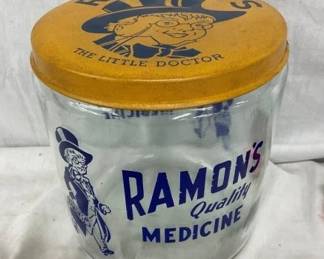 THE LITTLE DOCTOR
RAMON'S
Quality
MEDICINE